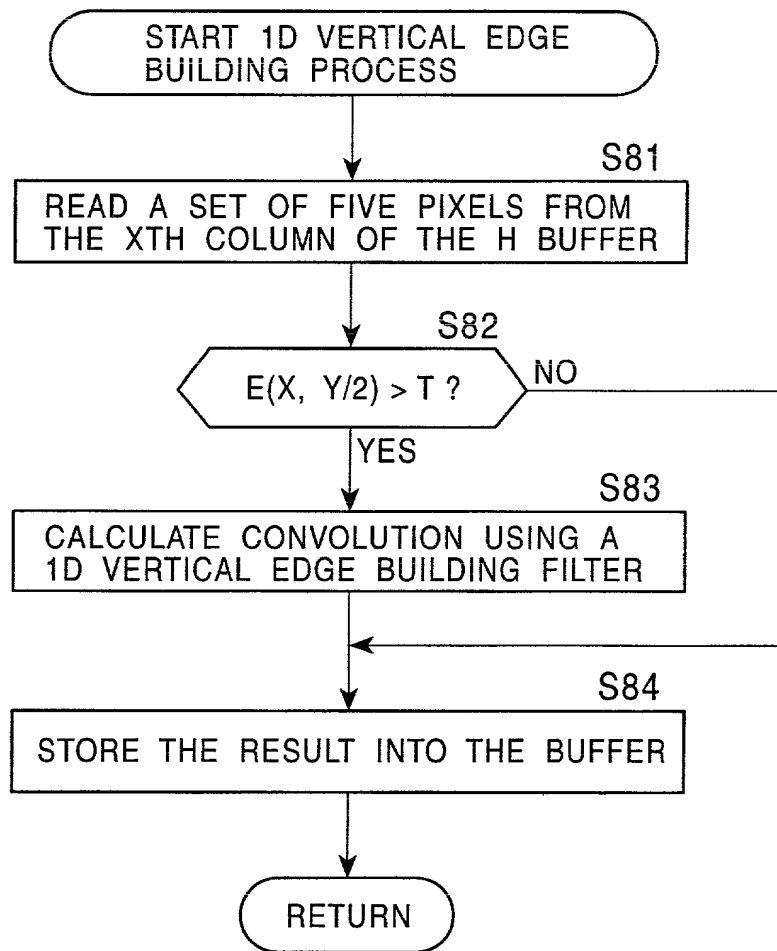 START 1D VERTICAL EDGE
BUILDING PROCESS
S81
READ A SET OF FIVE PIXELS FROM
THE XTH COLUMN OF THE H BUFFER
S82
E(X, Y/2) > T ?
NO
YES
S83
CALCULATE CONVOLUTION USING A
1D VERTICAL EDGE BUILDING FILTER
S84
STORE THE RESULT INTO THE BUFFER
RETURN